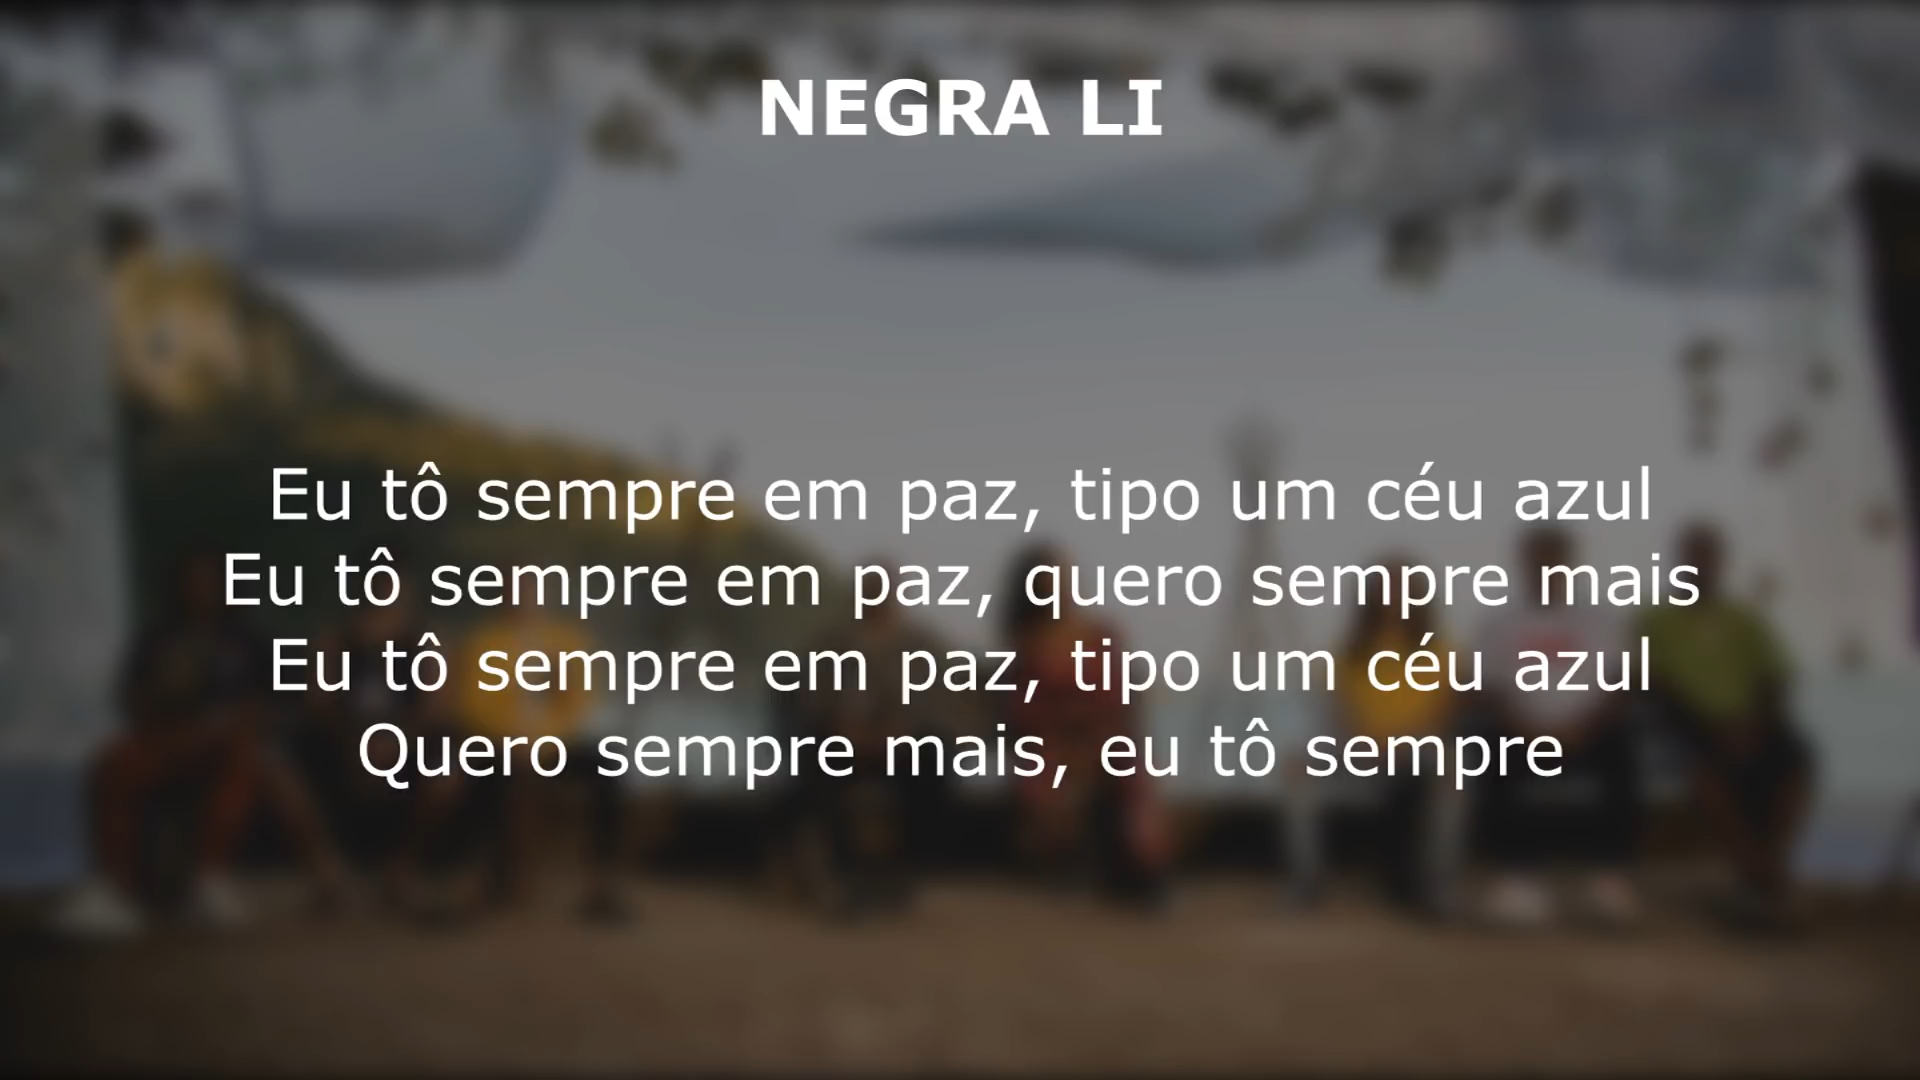 NEGRA LI
Eu tô sempre em paz, tipo um céu azul
Eu tô sempre em paz, quero sempre mais
Eu tô sempre em paz, tipo um céu azul
Quero sempre mais, eu tô sempre